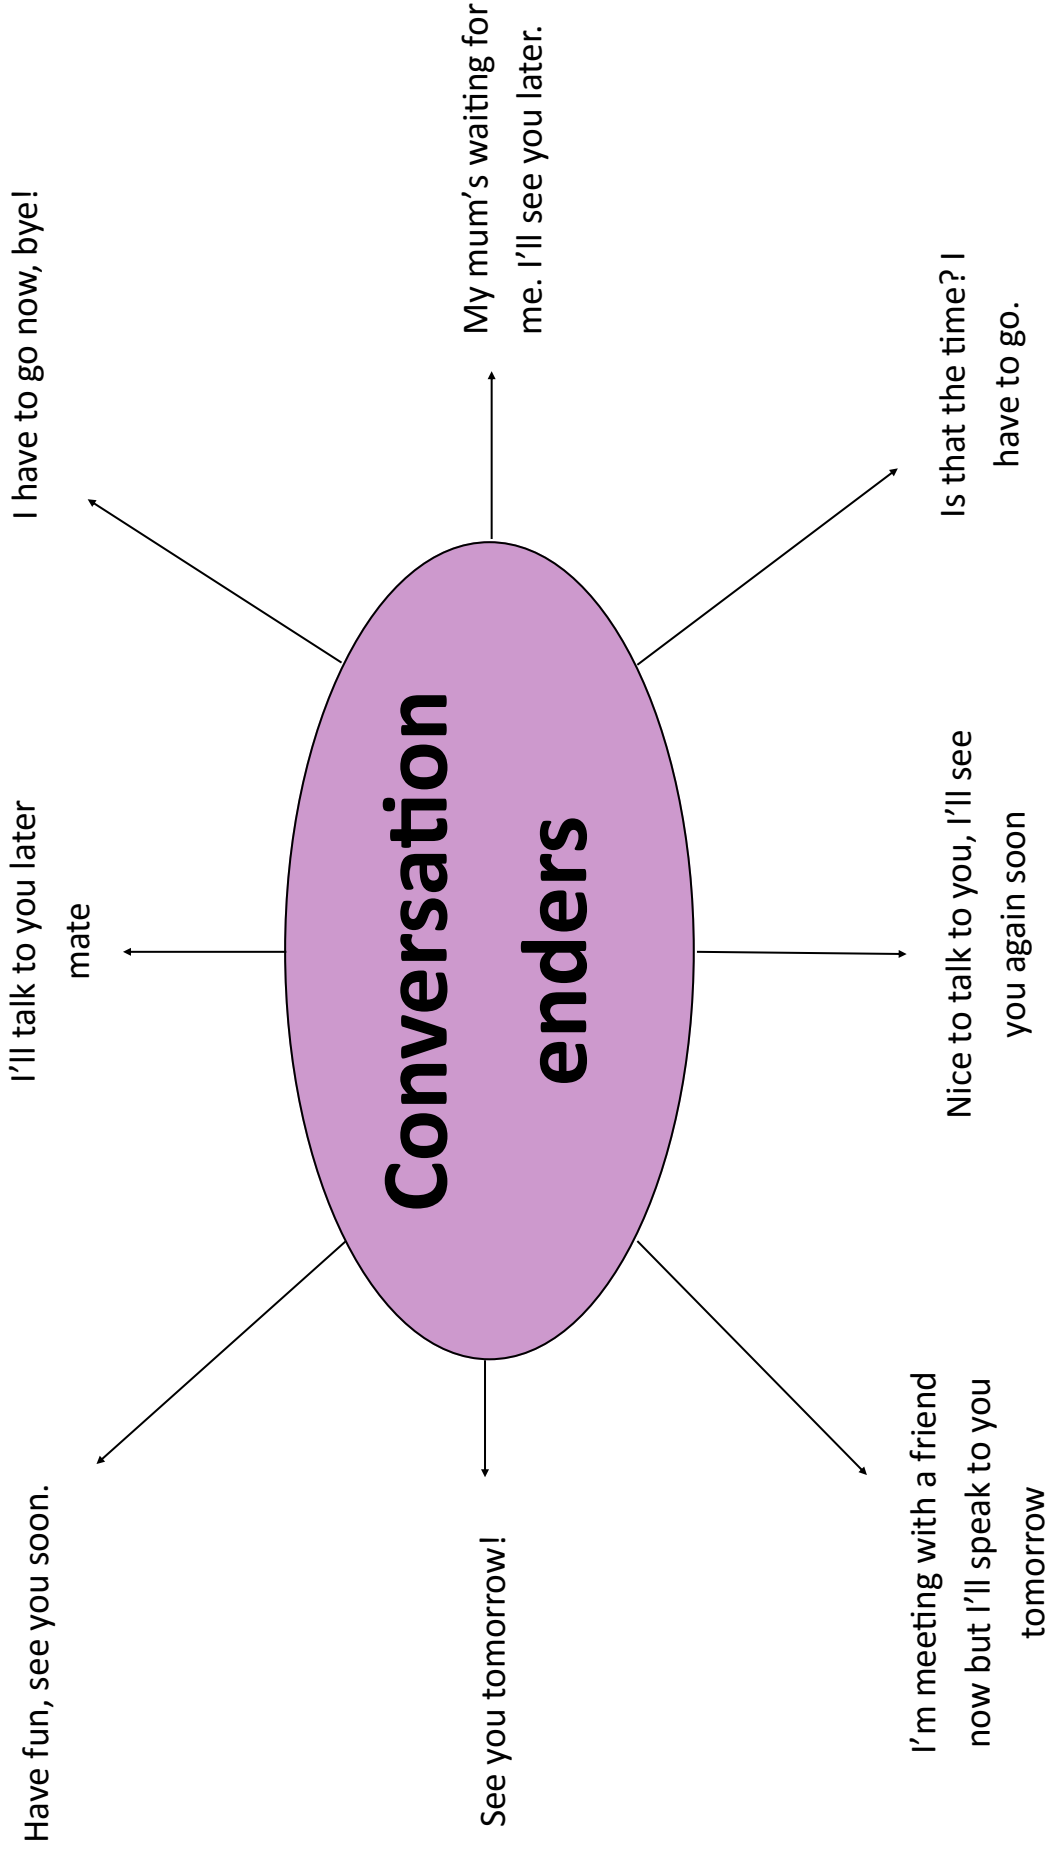 Have fun, see you soon.
I'll talk to you later
mate
I have to go now, bye!
See you tomorrow!
Conversation
enders
My mum's waiting for
me. I'll see you later.
I'm meeting with a friend
now but I'll speak to you
tomorrow
Nice to talk to you, I'll see
you again soon
Is that the time? I
have to go.